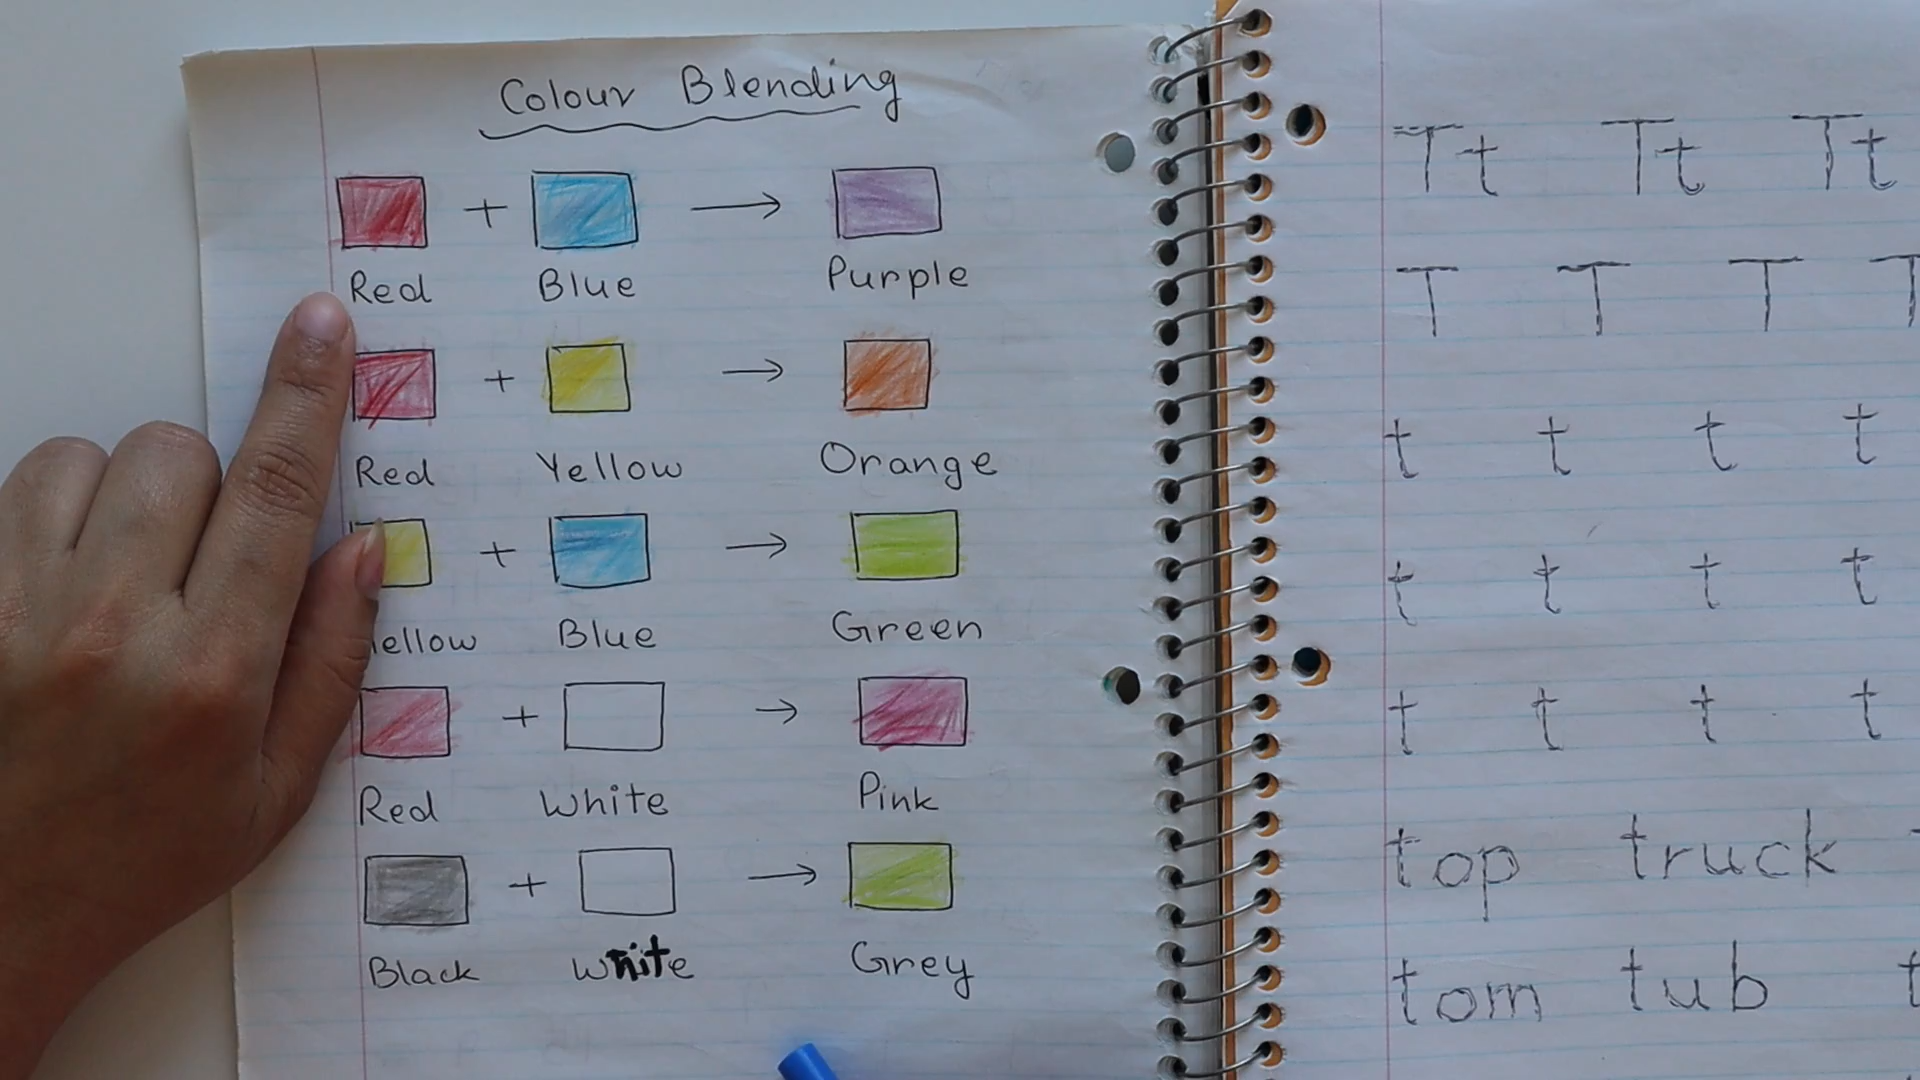 Colour Blending
+ →
Red Blue Purple
+ →
Red Yellow Orange
+ →
Blue Green
+ →
Red White Pink
+ →
Black White Grey
Tt Tt Tt
T T T T
t t t t
t t t t
t t t t
top truck
tom tub t